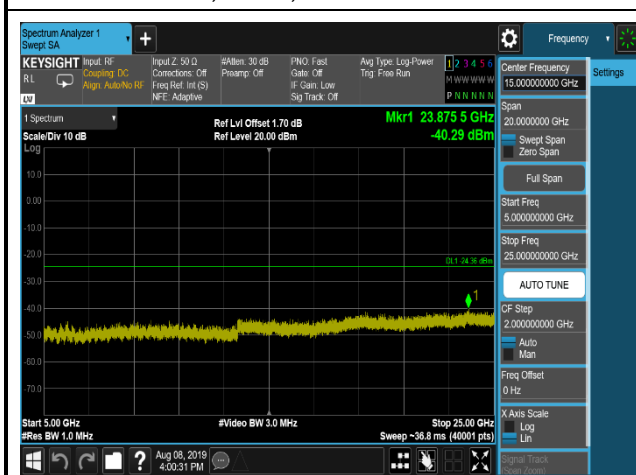 Spectrum Analyzer 1
Swept SA
+
Frequency
KEYSIGHT
RL
Input: RF
Coupling: DC
Align: Auto/No RF
Input Z: 50 Ω
Corrections: Off
Freq Ref: Int (S)
NFE: Adaptive
#Atten: 30 dB
Preamp: Off
PNO: Fast
Gate: Off
IF Gain: Low
Sig Track: Off
Avg Type: Log-Power
Trig: Free Run
1 2 3 4 5 6
M W W W W W
P N N N N N
LXI
1 Spectrum
Scale/Div 10 dB
Log
Ref Lvl Offset 1.70 dB
Ref Level 20.00 dBm
Mkr1 23.875 5 GHz
-40.29 dBm
10.0
0.00
-10.0
-20.0
-30.0
-40.0
-50.0
-60.0
-70.0
DL1 -24.36 dBm
1
Start 5.00 GHz
#Res BW 1.0 MHz
#Video BW 3.0 MHz
Stop 25.00 GHz
Sweep ~36.8 ms (40001 pts)
Aug 08, 2019
4:00:31 PM
?
Center Frequency
15.000000000 GHz
Settings
Span
20.0000000 GHz
Swept Span
Zero Span
Full Span
Start Freq
5.000000000 GHz
Stop Freq
25.000000000 GHz
AUTO TUNE
CF Step
2.000000000 GHz
Auto
Man
Freq Offset
0 Hz
X Axis Scale
Log
Lin
Signal Track
(Span Zoom)